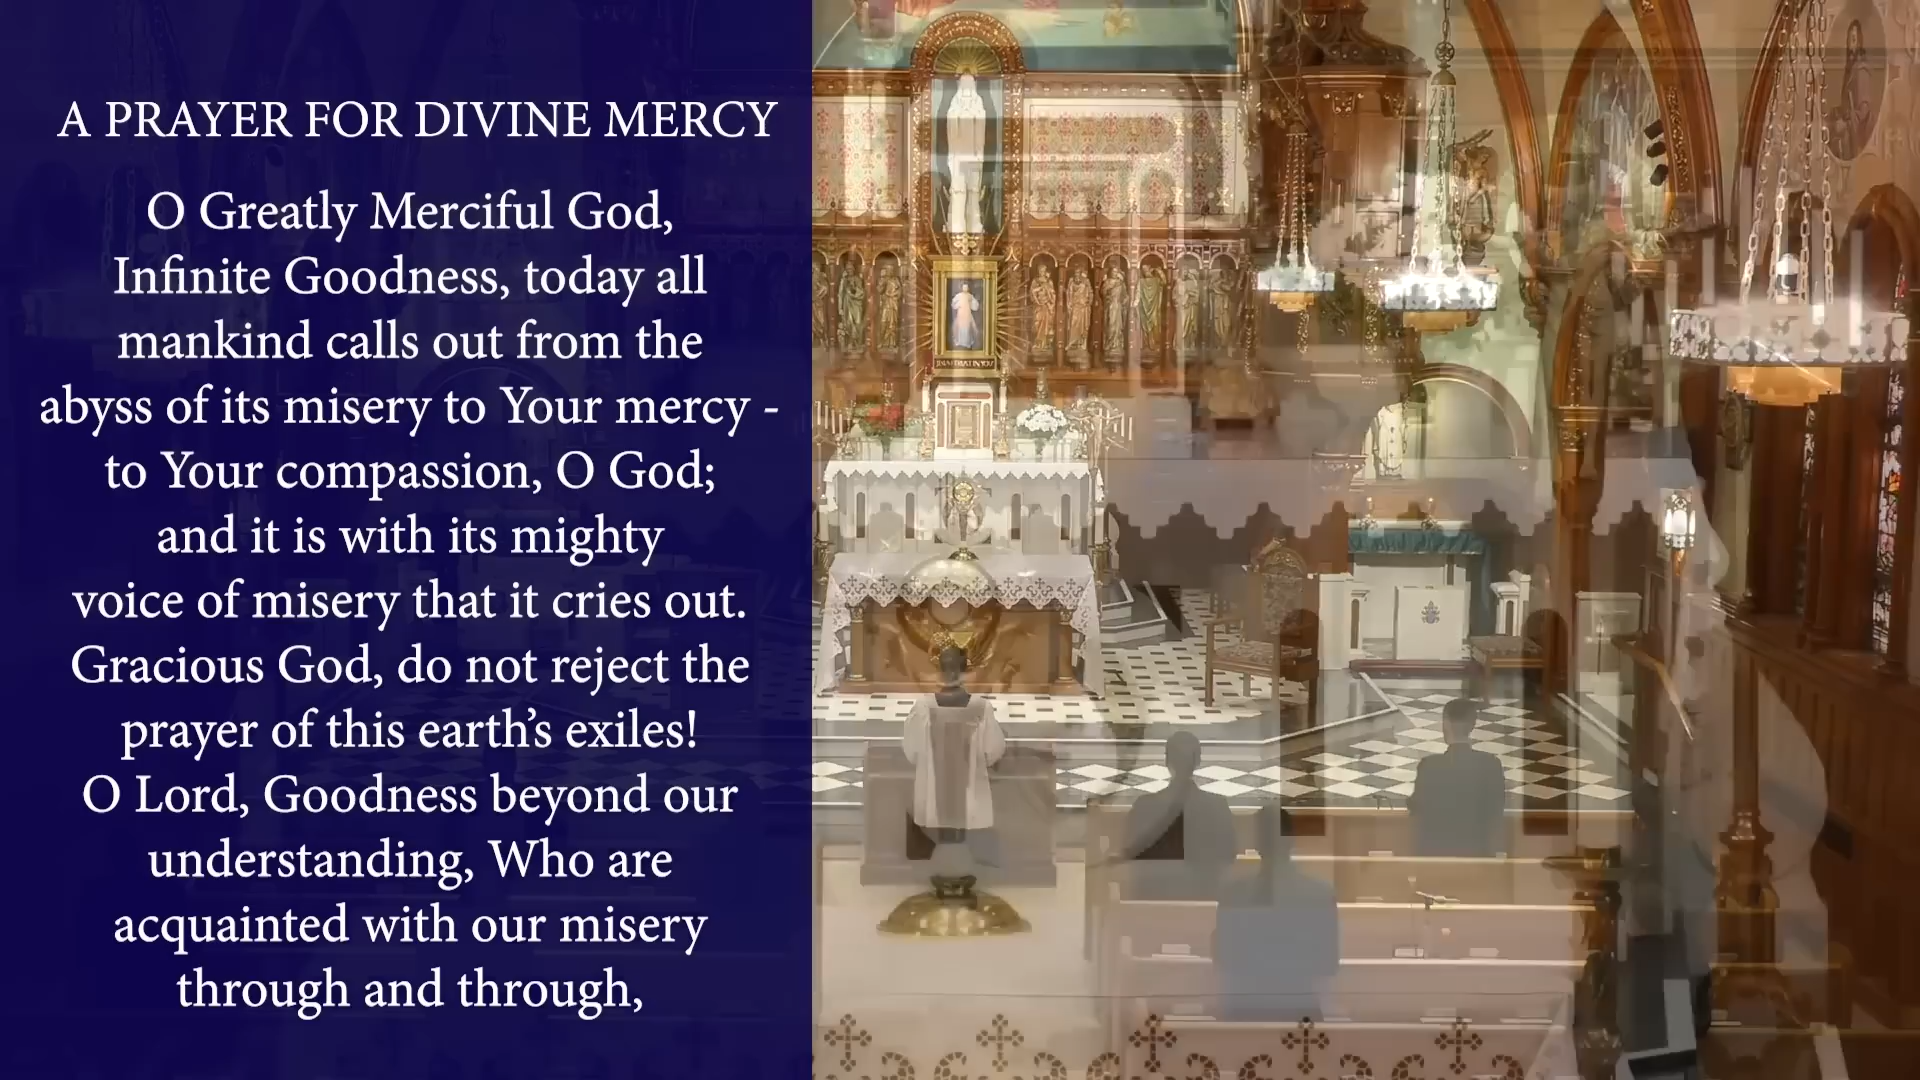 A PRAYER FOR DIVINE MERCY
O Greatly Merciful God,
Infinite Goodness, today all
mankind calls out from the
abyss of its misery to Your mercy -
to Your compassion, O God;
and it is with its mighty
voice of misery that it cries out.
Gracious God, do not reject the
prayer of this earth’s exiles!
O Lord, Goodness beyond our
understanding, Who are
acquainted with our misery
through and through,